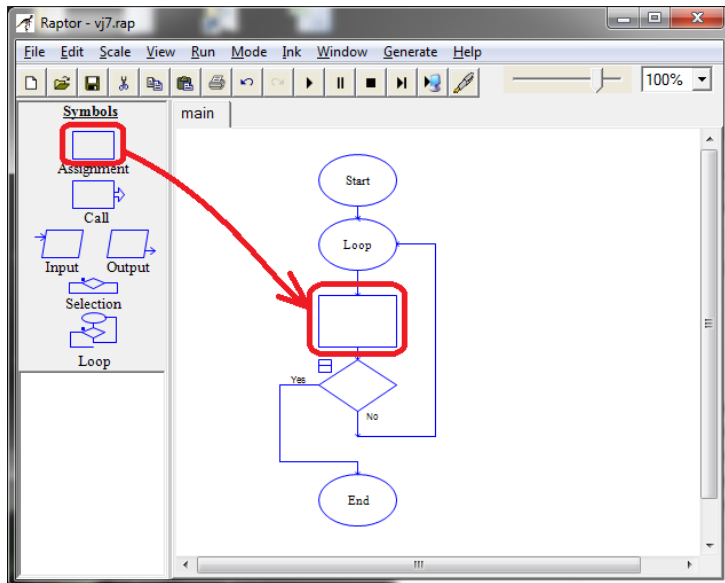 Raptor - vj7.rap
File Edit Scale View Run Mode Ink Window Generate Help
100%
Symbols
Assignment
Call
Input Output
Selection
Loop
main
Start
Loop
Yes
No
End